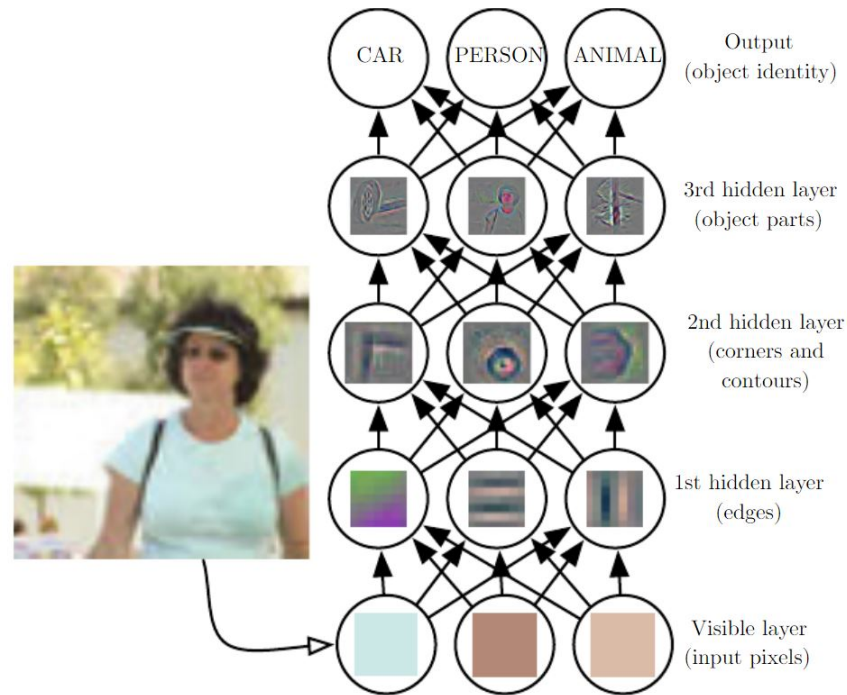 CAR PERSON ANIMAL
Output
(object identity)
3rd hidden layer
(object parts)
2nd hidden layer
(corners and
contours)
1st hidden layer
(edges)
Visible layer
(input pixels)